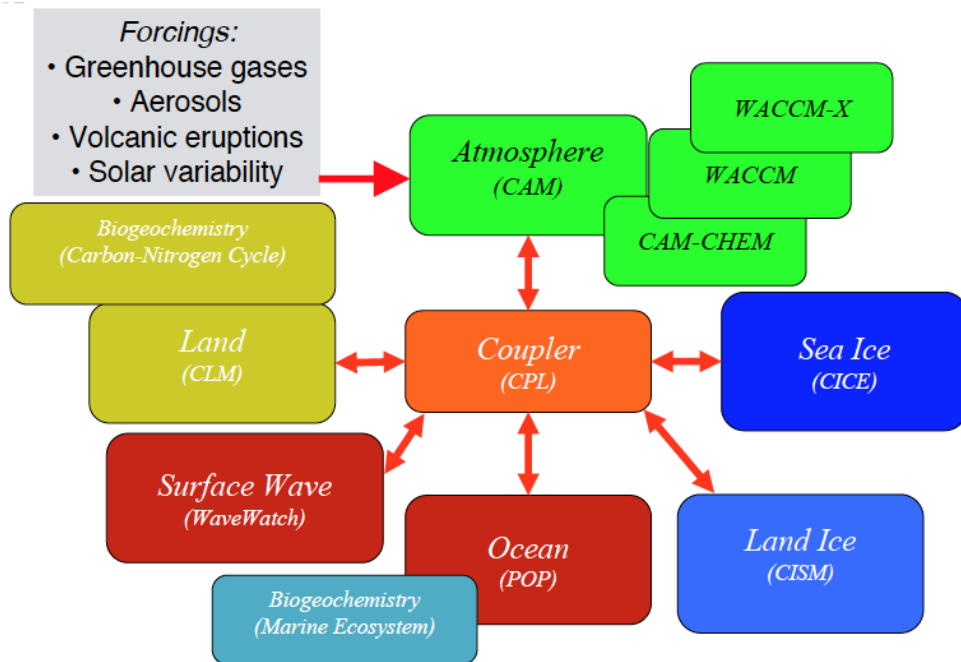 Forcings:
• Greenhouse gases
• Aerosols
• Volcanic eruptions
• Solar variability
WACCM-X
Atmosphere
(CAM)
WACCM
CAM-CHEM
Biogeochemistry
(Carbon-Nitrogen Cycle)
Land
(CLM)
Coupler
(CPL)
Sea Ice
(CICE)
Surface Wave
(WaveWatch)
Ocean
(POP)
Land Ice
(CISM)
Biogeochemistry
(Marine Ecosystem)